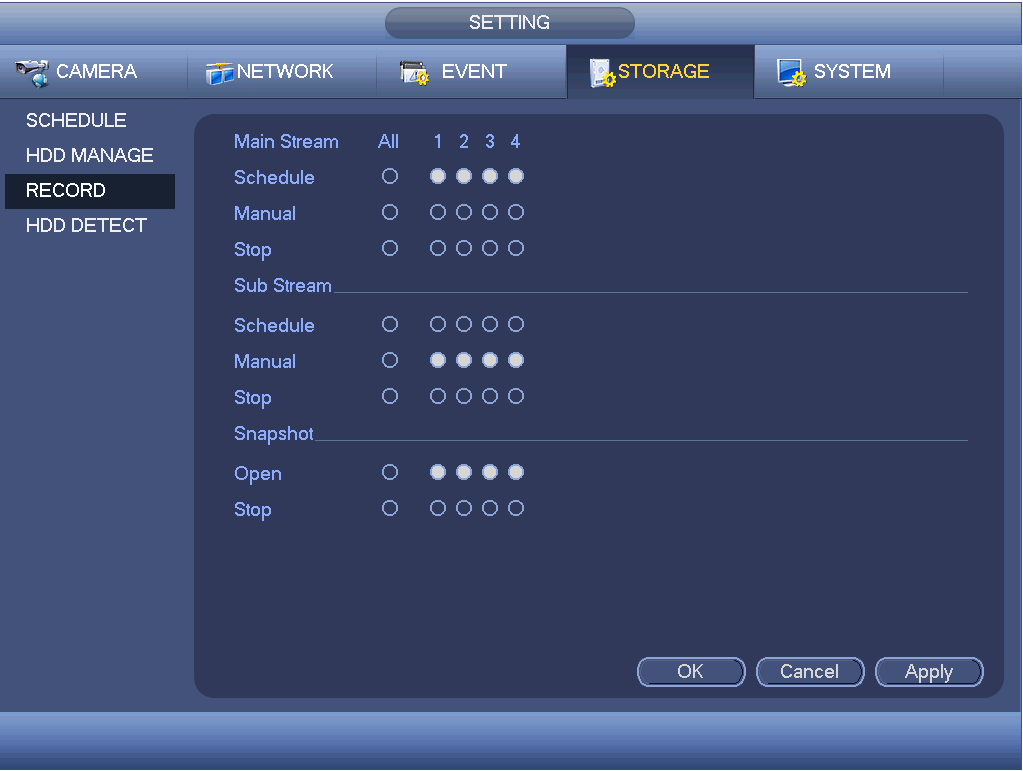 SETTING
CAMERA NETWORK EVENT STORAGE SYSTEM
SCHEDULE
HDD MANAGE
RECORD
HDD DETECT
Main Stream All 1 2 3 4
Schedule
Manual
Stop
Sub Stream
Schedule
Manual
Stop
Snapshot
Open
Stop
OK Cancel Apply